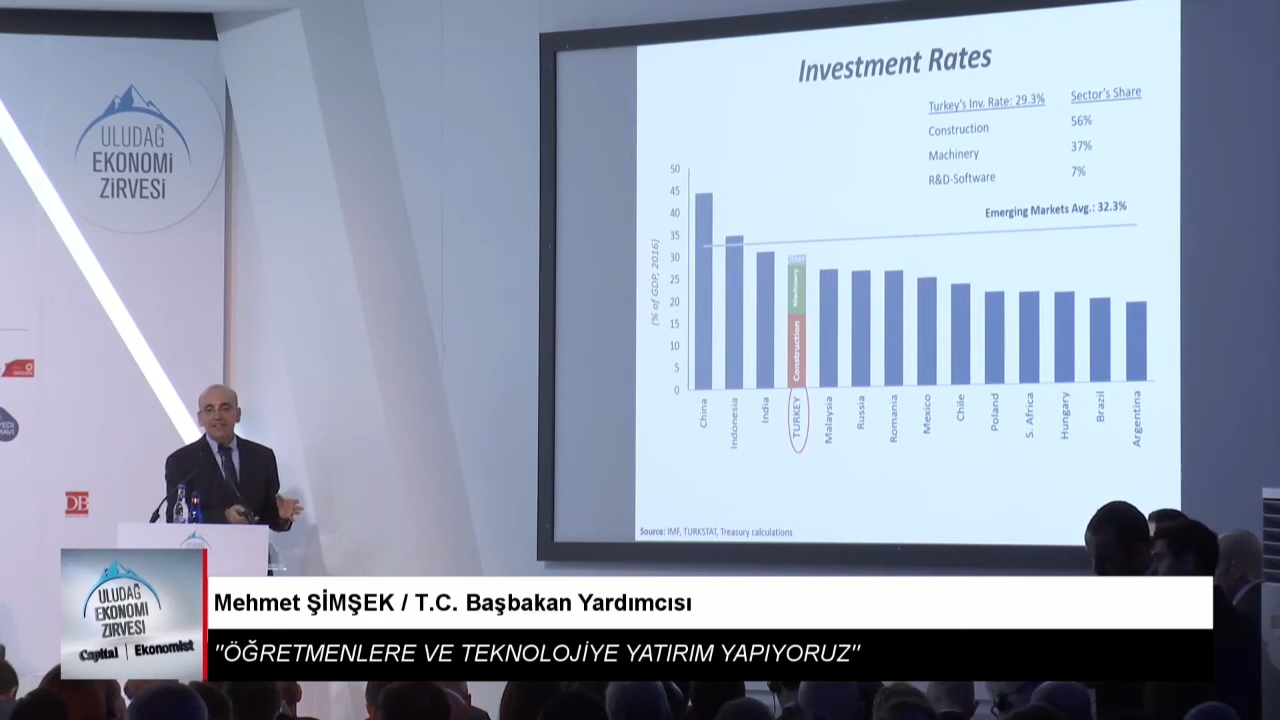 ULUDAĞ
EKONOMİ
ZİRVESİ
Investment Rates
Turkey's Inv. Rate: 29.3% Sector's Share
Construction 56%
Machinery 37%
R&D-Software 7%
Emerging Markets Avg.: 32.3%
(% of GDP, 2016)
50
45
40
35
30
25
20
15
10
5
0
Other
Machinery
Construction
China
Indonesia
India
TURKEY
Malaysia
Russia
Romania
Mexico
Chile
Poland
S. Africa
Hungary
Brazil
Argentina
Source: IMF, TURKSTAT, Treasury calculations
DB
ULUDAĞ
EKONOMİ
ZİRVESİ
Capital | Ekonomist
Mehmet ŞİMŞEK / T.C. Başbakan Yardımcısı
"ÖĞRETMENLERE VE TEKNOLOJİYE YATIRIM YAPIYORUZ"